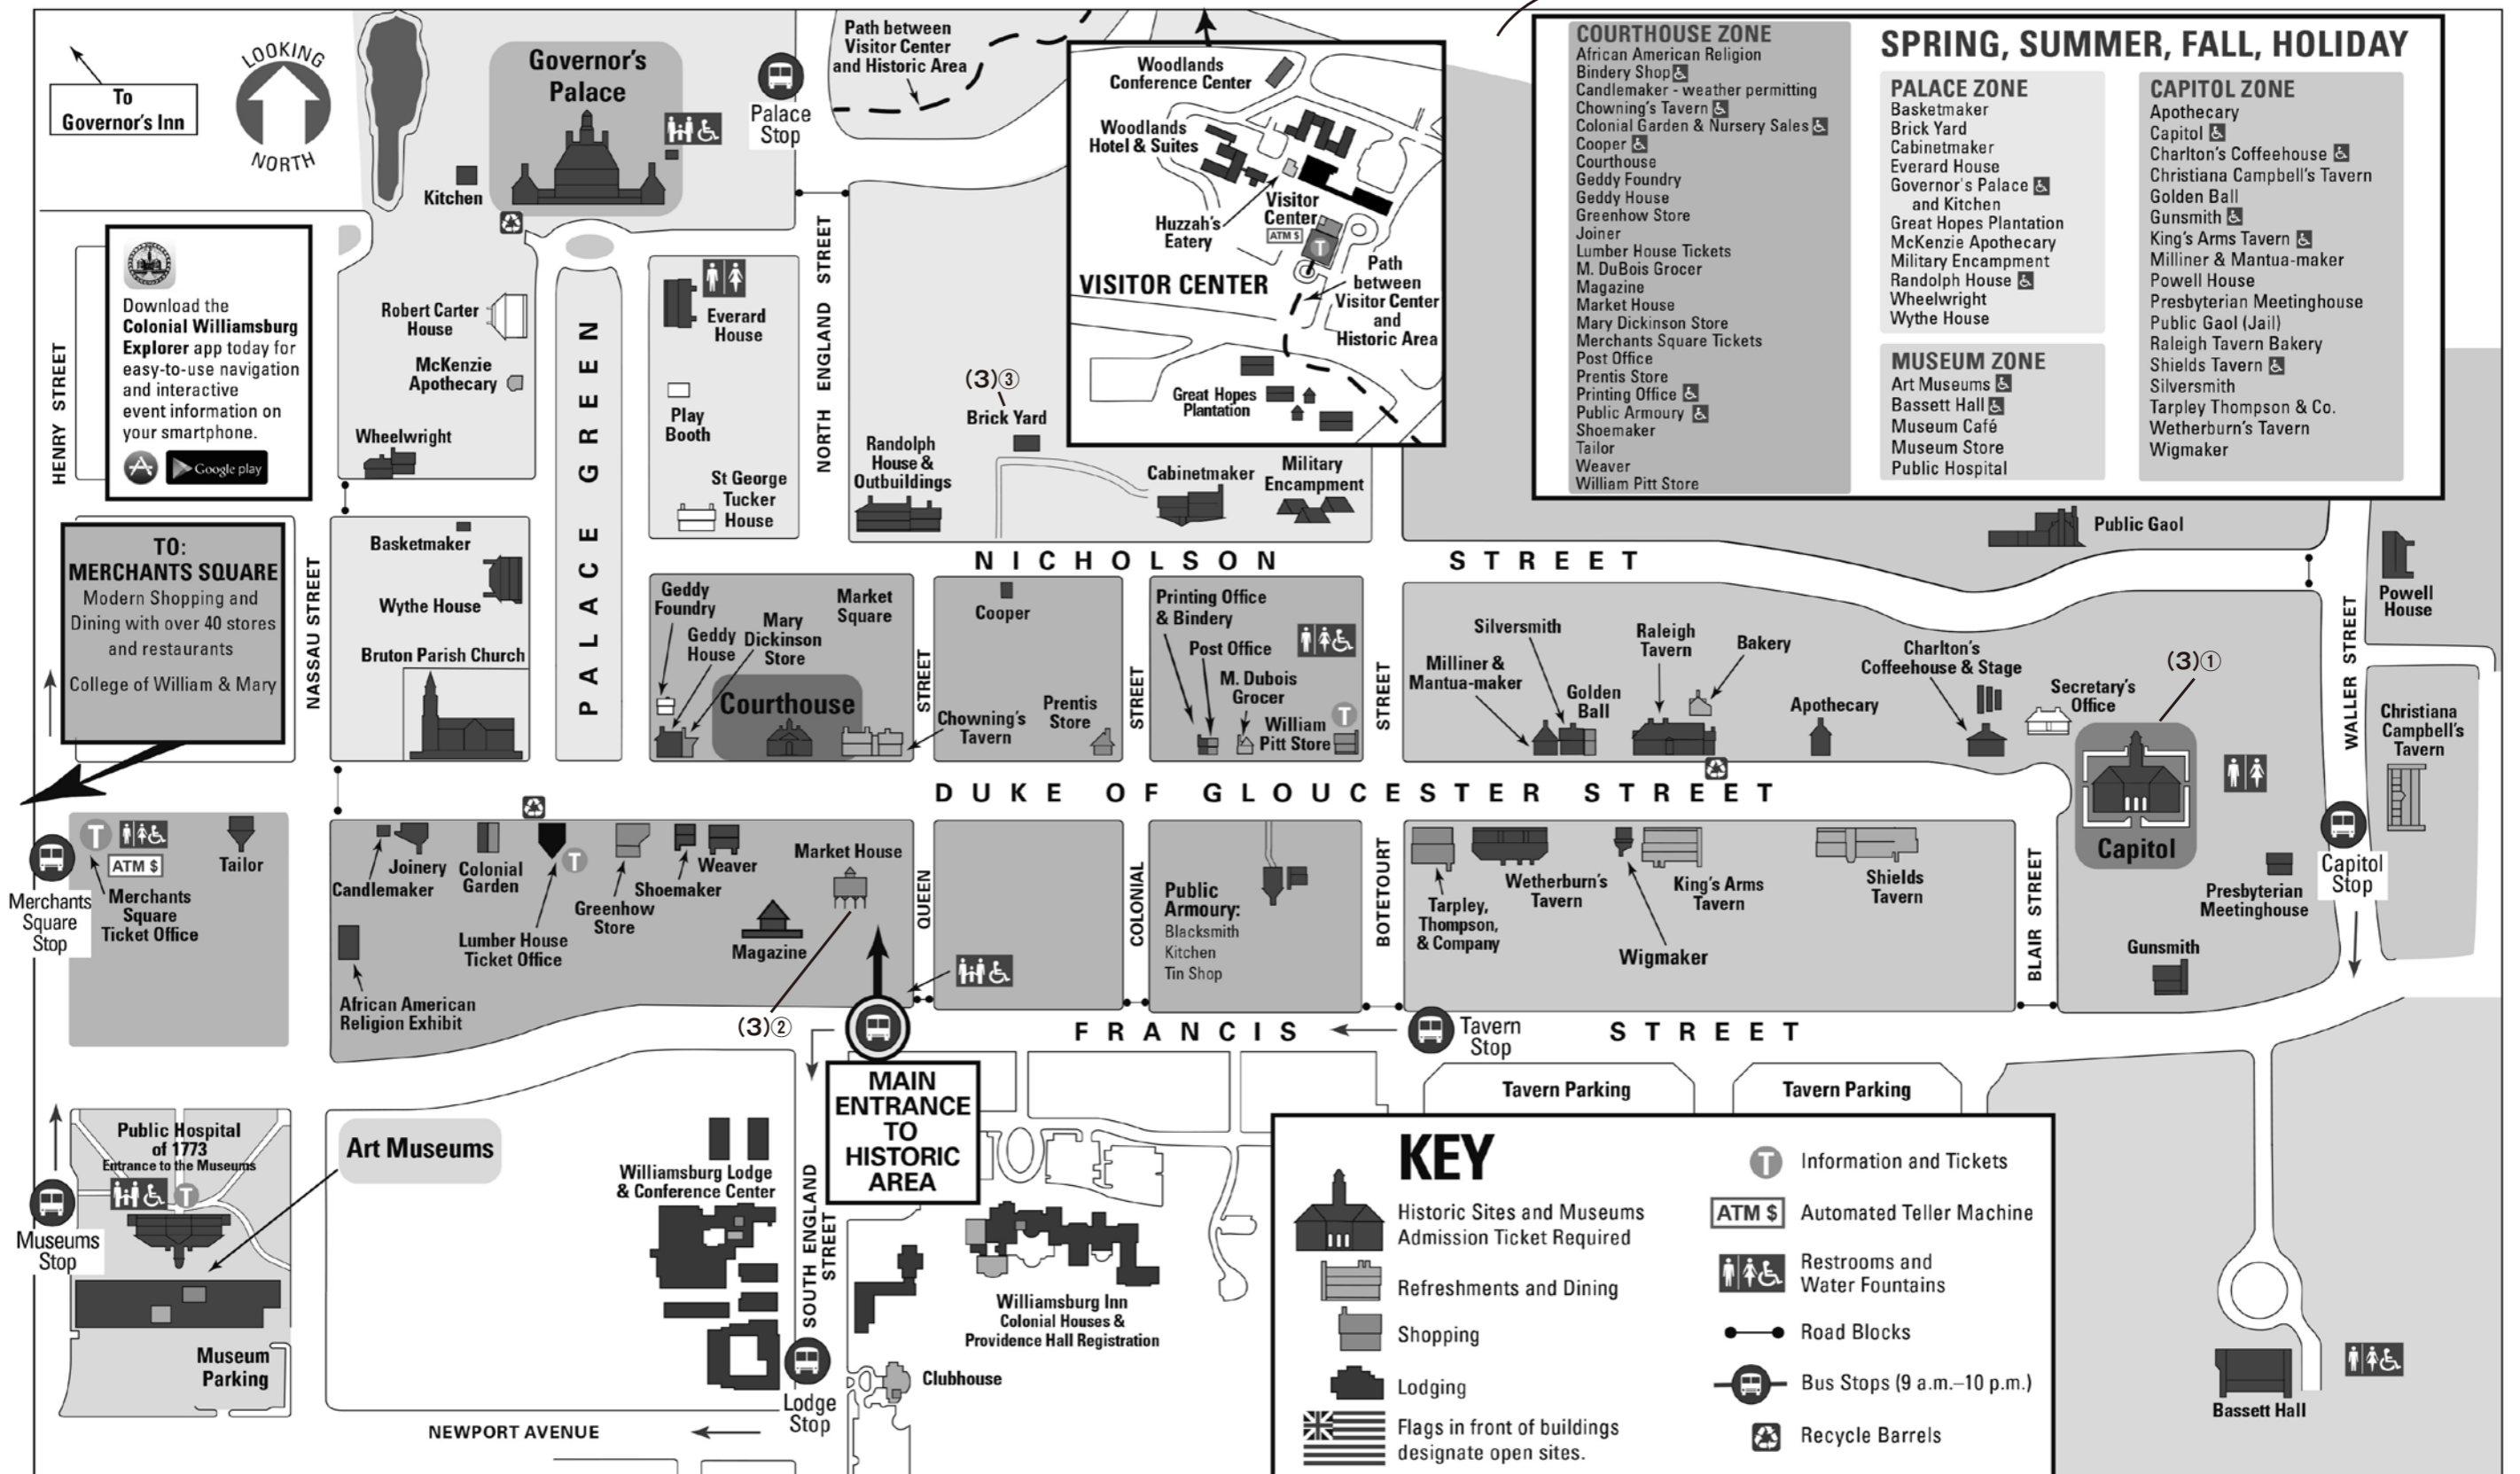 To
Governor's Inn
LOOKING
NORTH
Governor's
Palace
Kitchen
Palace
Stop
Path between
Visitor Center
and Historic Area
Woodlands
Conference Center
Woodlands
Hotel & Suites
Huzzah's
Eatery
Visitor
Center
ATM $
T
VISITOR CENTER
Path
between
Visitor Center
and
Historic Area
Great Hopes
Plantation
COURTHOUSE ZONE
African American Religion
Bindery Shop
Candlemaker - weather permitting
Chowning's Tavern
Colonial Garden & Nursery Sales
Cooper
Courthouse
Geddy Foundry
Geddy House
Greenhow Store
Joiner
Lumber House Tickets
M. DuBois Grocer
Magazine
Market House
Mary Dickinson Store
Merchants Square Tickets
Post Office
Prentis Store
Printing Office
Public Armoury
Shoemaker
Tailor
Weaver
William Pitt Store
SPRING, SUMMER, FALL, HOLIDAY
PALACE ZONE
Basketmaker
Brick Yard
Cabinetmaker
Everard House
Governor's Palace
and Kitchen
Great Hopes Plantation
McKenzie Apothecary
Military Encampment
Randolph House
Wheelwright
Wythe House
MUSEUM ZONE
Art Museums
Bassett Hall
Museum Café
Museum Store
Public Hospital
CAPITOL ZONE
Apothecary
Capitol
Charlton's Coffeehouse
Christiana Campbell's Tavern
Golden Ball
Gunsmith
King's Arms Tavern
Milliner & Mantua-maker
Powell House
Presbyterian Meetinghouse
Public Gaol (Jail)
Raleigh Tavern Bakery
Shields Tavern
Silversmith
Tarpley Thompson & Co.
Wetherburn's Tavern
Wigmaker
HENRY STREET
Download the
Colonial Williamsburg
Explorer app today for
easy-to-use navigation
and interactive
event information on
your smartphone.
Google play
Robert Carter
House
McKenzie
Apothecary
Wheelwright
PALACE GREEN
Everard
House
Play
Booth
St George
Tucker
House
NORTH ENGLAND STREET
(3)③
Brick Yard
Randolph
House &
Outbuildings
Cabinetmaker
Military
Encampment
Public Gaol
NICHOLSON STREET
TO:
MERCHANTS SQUARE
Modern Shopping and
Dining with over 40 stores
and restaurants
College of William & Mary
NASSAU STREET
Basketmaker
Wythe House
Bruton Parish Church
Geddy
Foundry
Geddy
House
Mary
Dickinson
Store
Market
Square
Courthouse
STREET
Cooper
Chowning's
Tavern
Prentis
Store
STREET
Printing Office
& Bindery
Post Office
M. Dubois
Grocer
William
Pitt Store
T
STREET
Silversmith
Milliner &
Mantua-maker
Golden
Ball
Raleigh
Tavern
Bakery
Apothecary
Charlton's
Coffeehouse & Stage
Secretary's
Office
(3)①
Capitol
WALLER STREET
Powell
House
Christiana
Campbell's
Tavern
DUKE OF GLOUCESTER STREET
Merchants
Square
Stop
T
ATM $
Merchants
Square
Ticket Office
Tailor
Candlemaker
Joinery
Colonial
Garden
Lumber House
Ticket Office
T
Greenhow
Store
Shoemaker
Weaver
Market House
Magazine
African American
Religion Exhibit
(3)②
QUEEN
COLONIAL
Public
Armoury:
Blacksmith
Kitchen
Tin Shop
BOTETOURT
Tarpley,
Thompson,
& Company
Wetherburn's
Tavern
Wigmaker
King's Arms
Tavern
Shields
Tavern
BLAIR STREET
Gunsmith
Presbyterian
Meetinghouse
Capitol
Stop
FRANCIS STREET
Tavern
Stop
Tavern Parking
Tavern Parking
MAIN
ENTRANCE
TO
HISTORIC
AREA
Public Hospital
of 1773
Entrance to the Museums
T
Museums
Stop
Art Museums
Museum
Parking
Williamsburg Lodge
& Conference Center
SOUTH ENGLAND
STREET
Lodge
Stop
Williamsburg Inn
Colonial Houses &
Providence Hall Registration
Clubhouse
NEWPORT AVENUE
KEY
Historic Sites and Museums
Admission Ticket Required
Refreshments and Dining
Shopping
Lodging
Flags in front of buildings
designate open sites.
T
Information and Tickets
ATM $
Automated Teller Machine
Restrooms and
Water Fountains
Road Blocks
Bus Stops (9 a.m.–10 p.m.)
Recycle Barrels
Bassett Hall